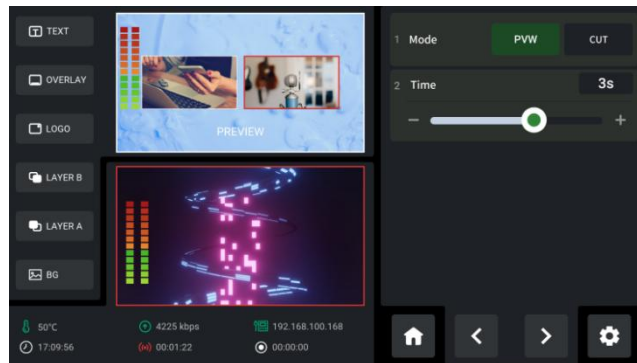 TEXT
OVERLAY
LOGO
LAYER B
LAYER A
BG
PREVIEW
50°C
4225 kbps
192.168.100.168
17:09:56
00:01:22
00:00:00
1 Mode PVW CUT
2 Time 3s